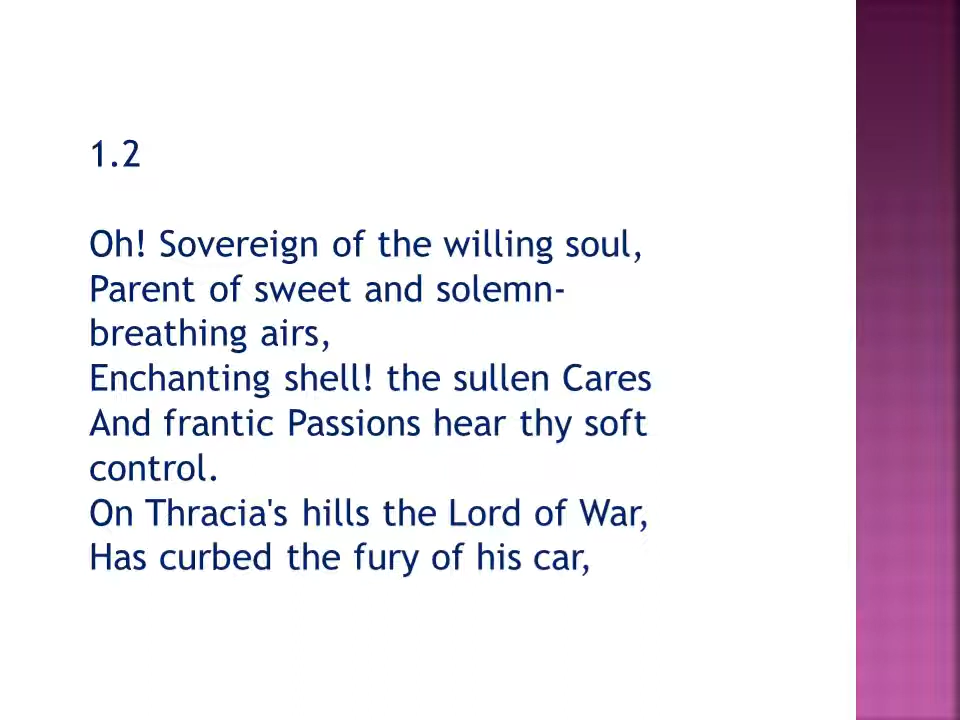 1.2
Oh! Sovereign of the willing soul,
Parent of sweet and solemn-
breathing airs,
Enchanting shell! the sullen Cares
And frantic Passions hear thy soft
control.
On Thracia's hills the Lord of War,
Has curbed the fury of his car,